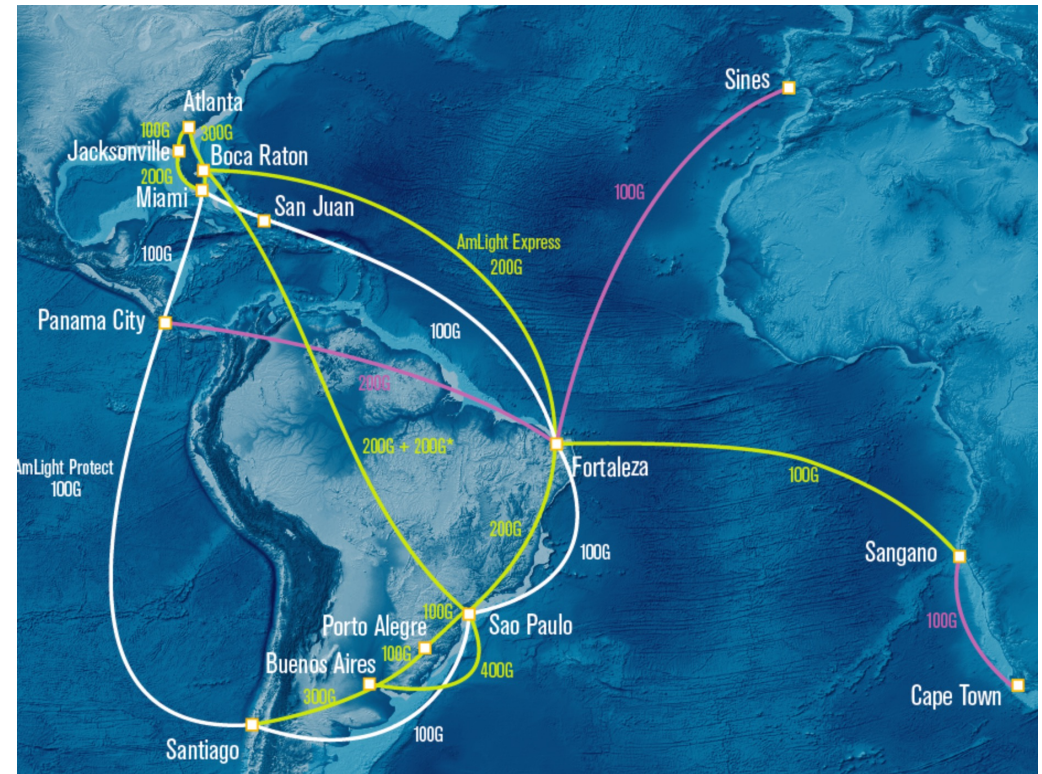 Sines
Atlanta
100G
300G
Jacksonville
Boca Raton
200G
Miami
San Juan
100G
AmLight Express
200G
100G
Panama City
100G
200G
200G + 200G*
Fortaleza
AmLight Protect
100G
100G
200G
100G
Sangano
100G
100G
Porto Alegre
Sao Paulo
100G
Buenos Aires
400G
300G
Cape Town
100G
Santiago